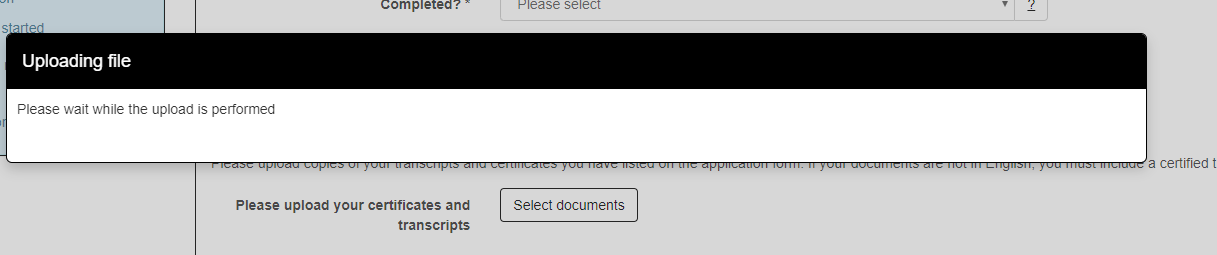 Completed? *
Please select
?
started
Uploading file
Please wait while the upload is performed
Please upload copies of your transcripts and certificates you have listed on the application form. If your documents are not in English, you must include a certified
Please upload your certificates and
transcripts
Select documents